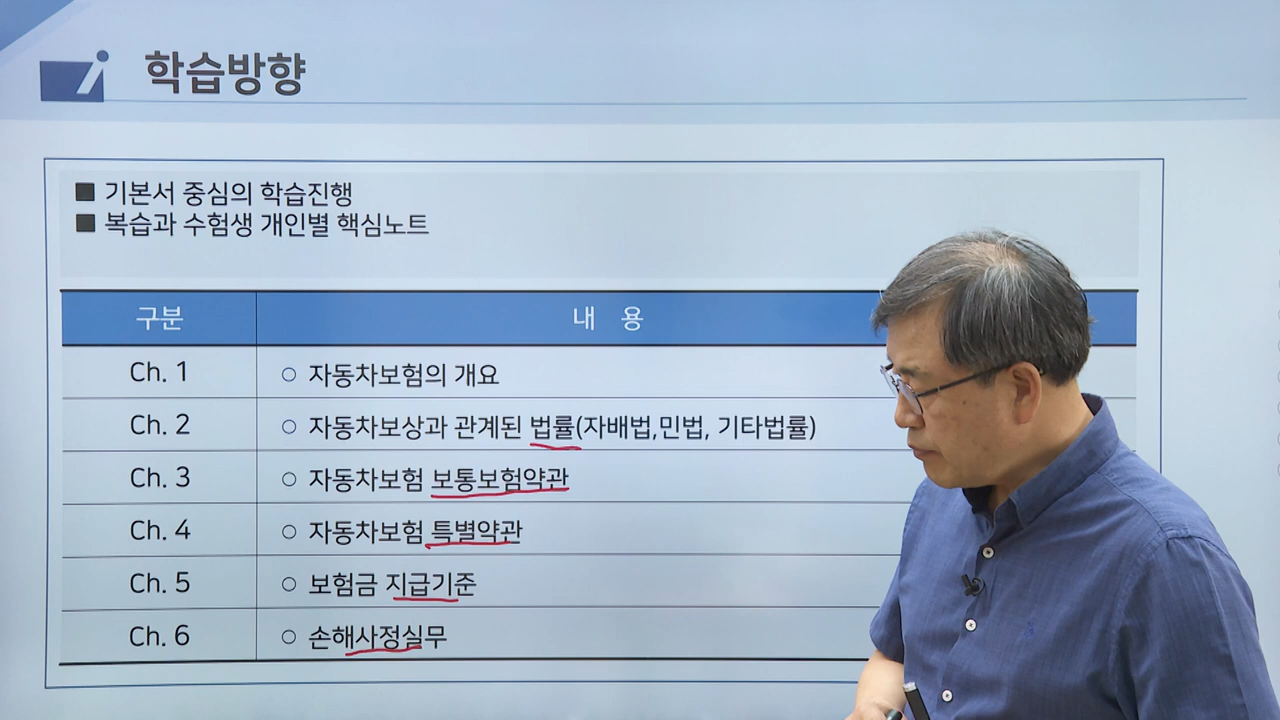 학습방향
■ 기본서 중심의 학습진행
■ 복습과 수험생 개인별 핵심노트
구분 내 용
Ch. 1 ○ 자동차보험의 개요
Ch. 2 ○ 자동차보상과 관계된 법률(자배법,민법, 기타법률)
Ch. 3 ○ 자동차보험 보통보험약관
Ch. 4 ○ 자동차보험 특별약관
Ch. 5 ○ 보험금 지급기준
Ch. 6 ○ 손해사정실무